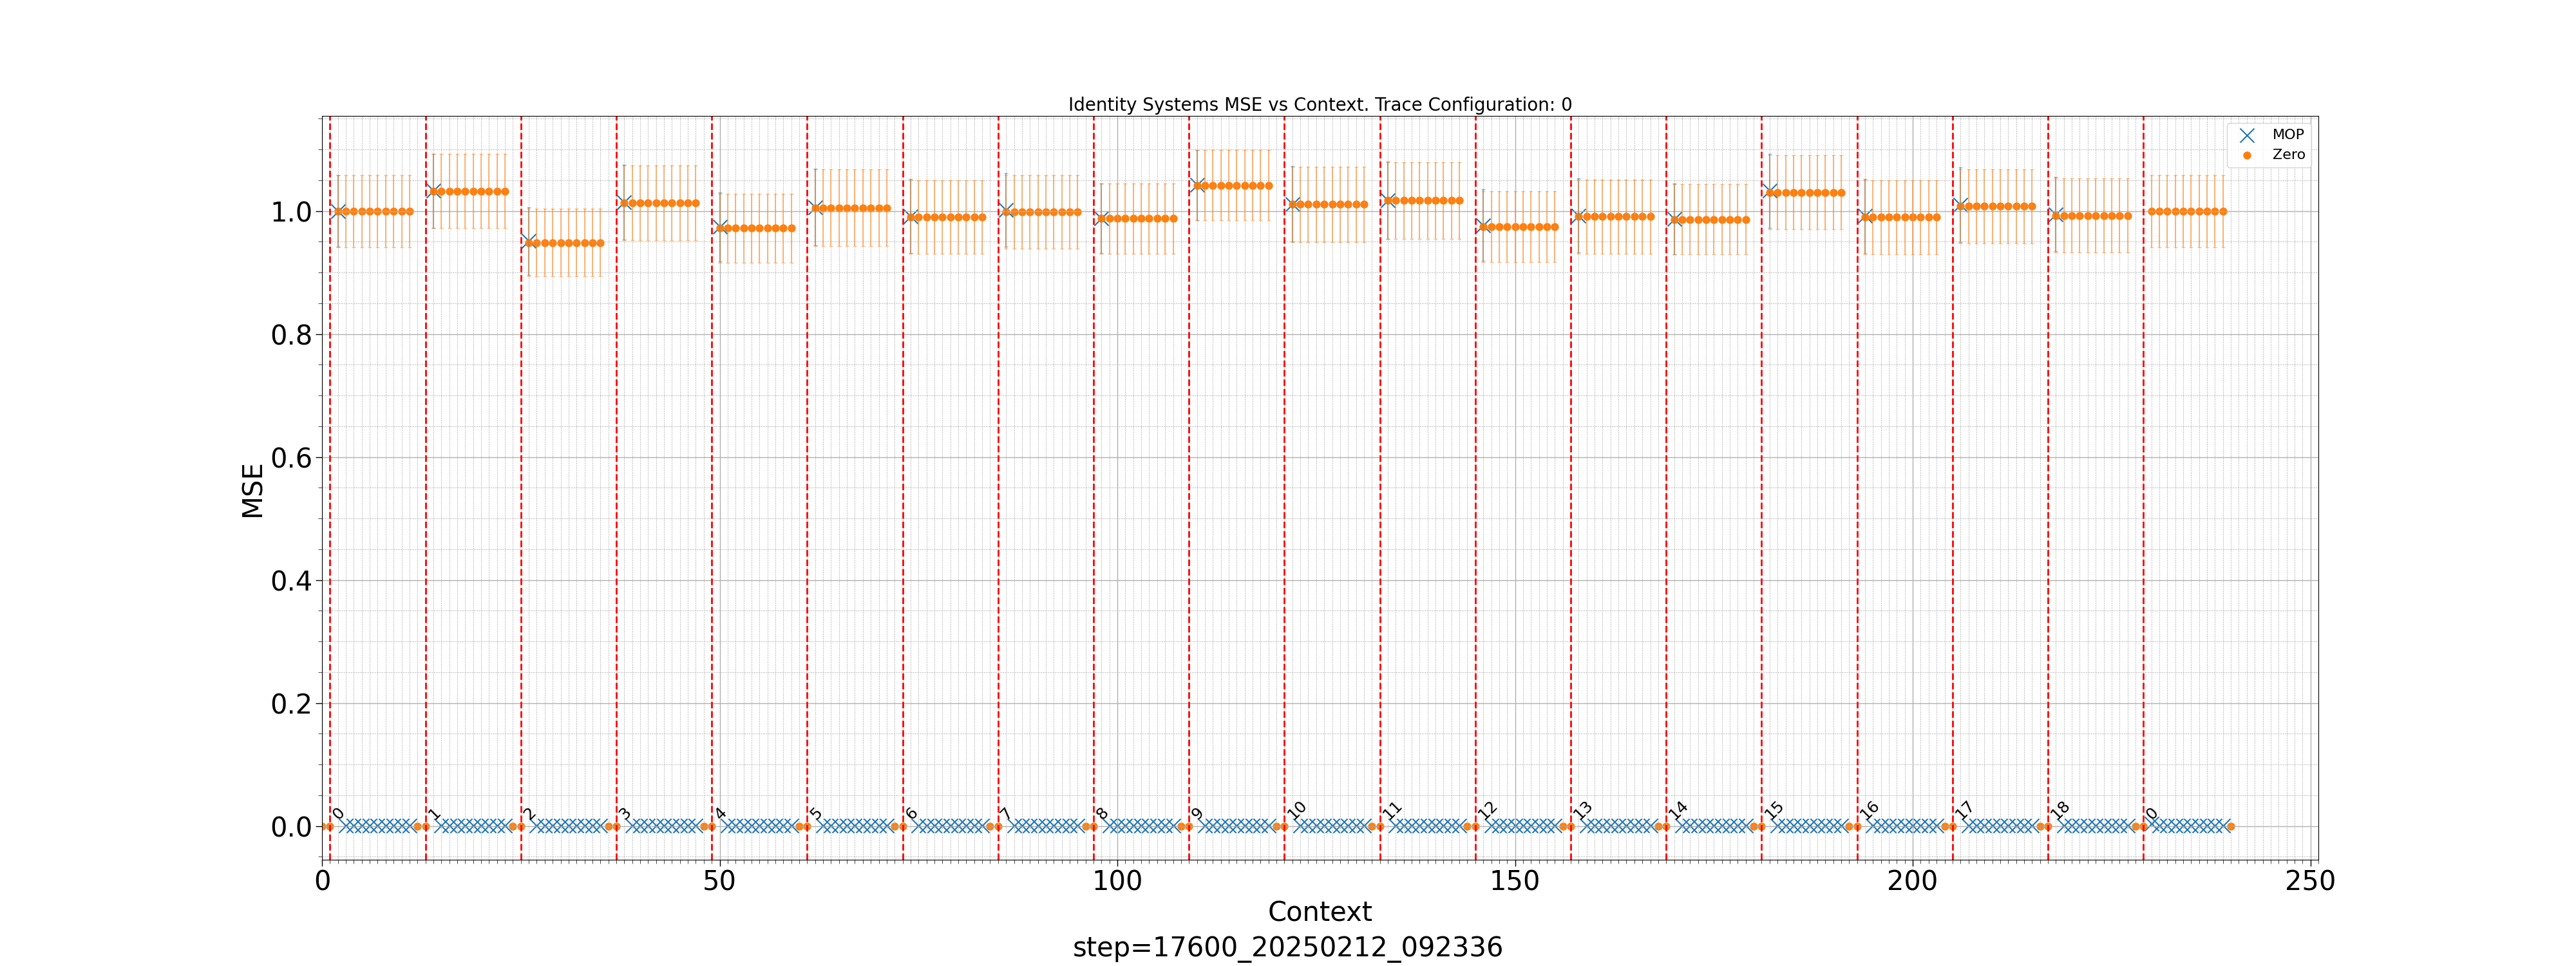 Identity Systems MSE vs Context. Trace Configuration: 0
MOP
Zero
1.0
0.8
0.6
0.4
0.2
0.0
MSE
0 1 2 3 4 5 6 7 8 9 10 11 12 13 14 15 16 17 18 0
0 50 100 150 200 250
Context
step=17600_20250212_092336